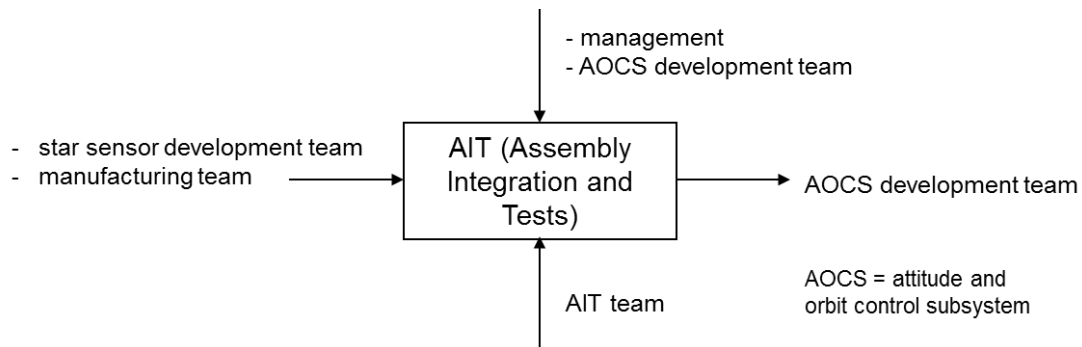 - management
- AOCS development team
- star sensor development team
- manufacturing team
AIT (Assembly
Integration and
Tests)
AOCS development team
AIT team
AOCS = attitude and
orbit control subsystem